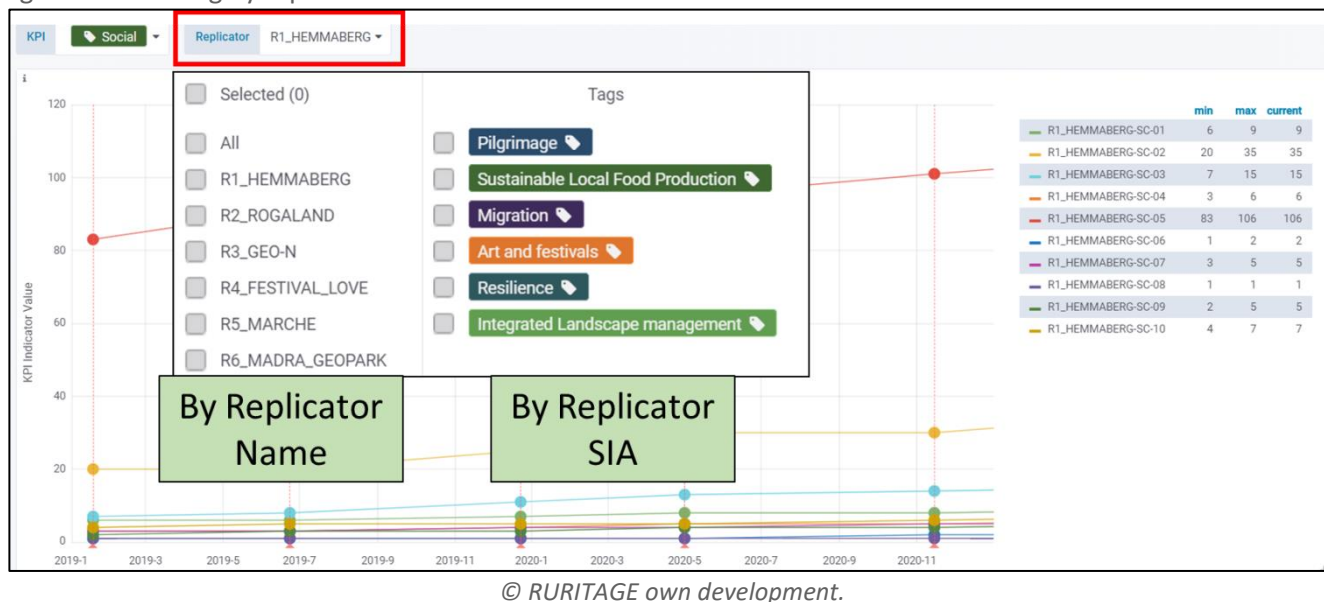 KPI Social Replicator R1_HEMMABERG
i
Selected (0) Tags
All Pilgrimage
R1_HEMMABERG Sustainable Local Food Production
R2_ROGALAND Migration
R3_GEO-N Art and festivals
R4_FESTIVAL_LOVE Resilience
R5_MARCHE Integrated Landscape management
R6_MADRA_GEOPARK
By Replicator
Name
By Replicator
SIA
KPI Indicator Value
120
100
80
60
40
20
0
2019-1 2019-3 2019-5 2019-7 2019-9 2019-11 2020-1 2020-3 2020-5 2020-7 2020-9 2020-11
min max current
R1_HEMMABERG-SC-01 6 9 9
R1_HEMMABERG-SC-02 20 35 35
R1_HEMMABERG-SC-03 7 15 15
R1_HEMMABERG-SC-04 3 6 6
R1_HEMMABERG-SC-05 83 106 106
R1_HEMMABERG-SC-06 1 2 2
R1_HEMMABERG-SC-07 3 5 5
R1_HEMMABERG-SC-08 1 1 1
R1_HEMMABERG-SC-09 2 5 5
R1_HEMMABERG-SC-10 4 7 7
© RURITAGE own development.